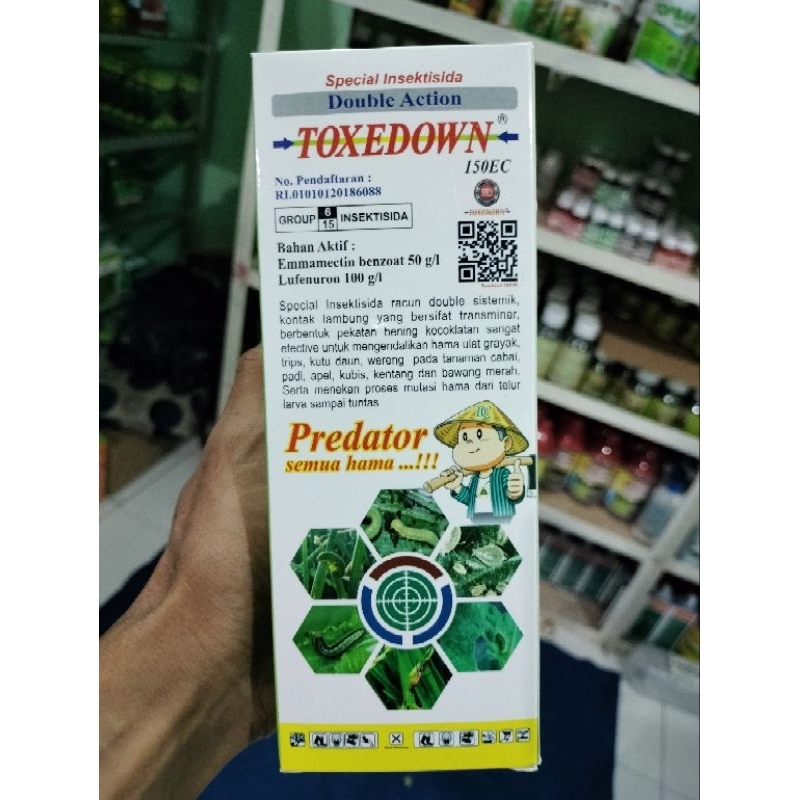 Special Insektisida
Double Action
TOXEDOWN®
150EC
No. Pendaftaran :
RI.01010120186088
GROUP 6 15 INSEKTISIDA
TOXEDOWN
Bahan Aktif :
Emmamectin benzoat 50 g/l
Lufenuron 100 g/l
Special Insektisida racun double sistemik,
kontak lambung yang bersifat transminar,
berbentuk pekatan hening kocoklatan sangat
efective untuk mengendalikan hama ulat grayak,
trips, kutu daun, wereng pada tanaman cabai,
padi, apel, kubis, kentang dan bawang merah.
Serta menekan proses mutasi hama dari telur
larva sampai tuntas
Predator
semua hama ...!!!